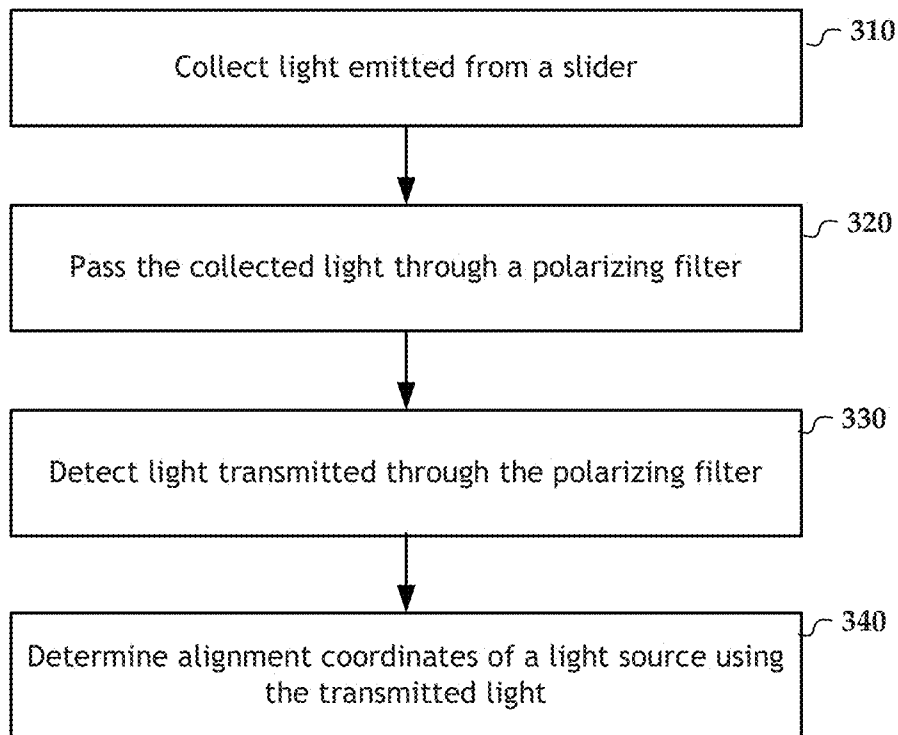 310
Collect light emitted from a slider
320
Pass the collected light through a polarizing filter
330
Detect light transmitted through the polarizing filter
340
Determine alignment coordinates of a light source using
the transmitted light